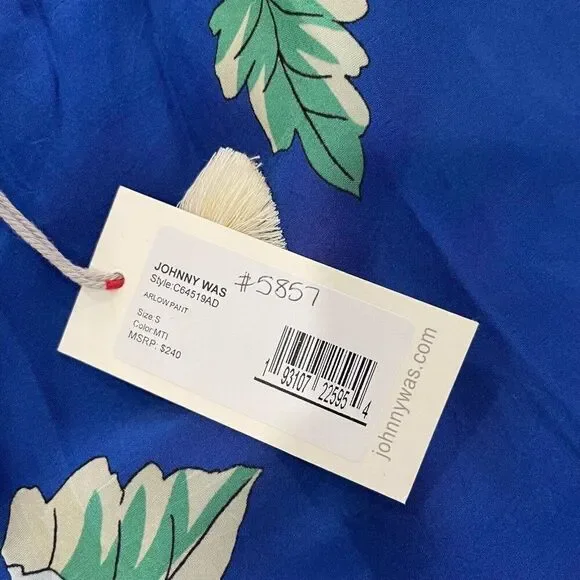 JOHNNY WAS
#5857
Style:C64519AD
ARLOW PANT
Size:S
Color:MTI
MSRP: $240
1 93107 22595 4
johnnywas.com